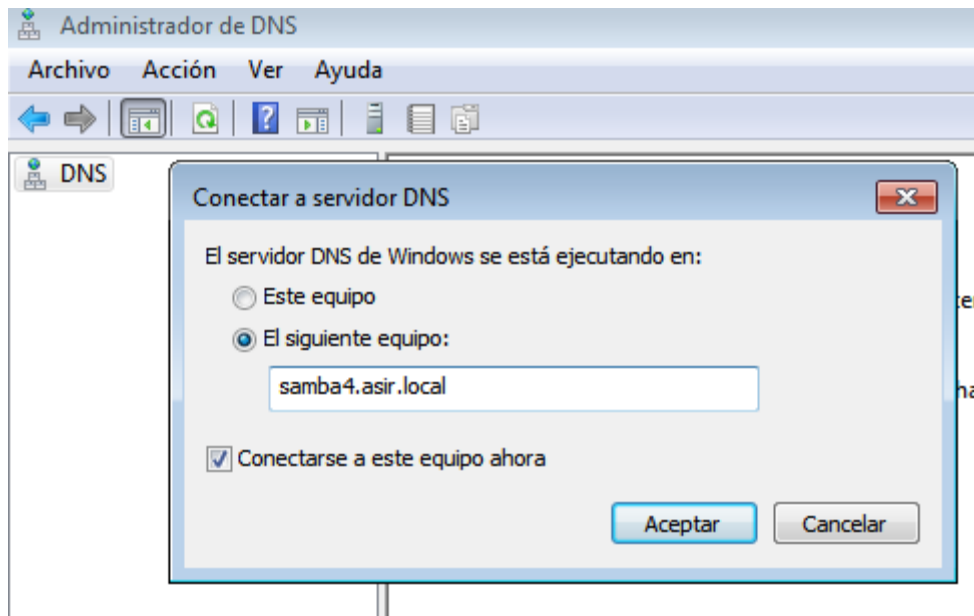 Administrador de DNS
Archivo Acción Ver Ayuda
DNS
Conectar a servidor DNS
El servidor DNS de Windows se está ejecutando en:
Este equipo
El siguiente equipo:
samba4.asir.local
Conectarse a este equipo ahora
Aceptar Cancelar